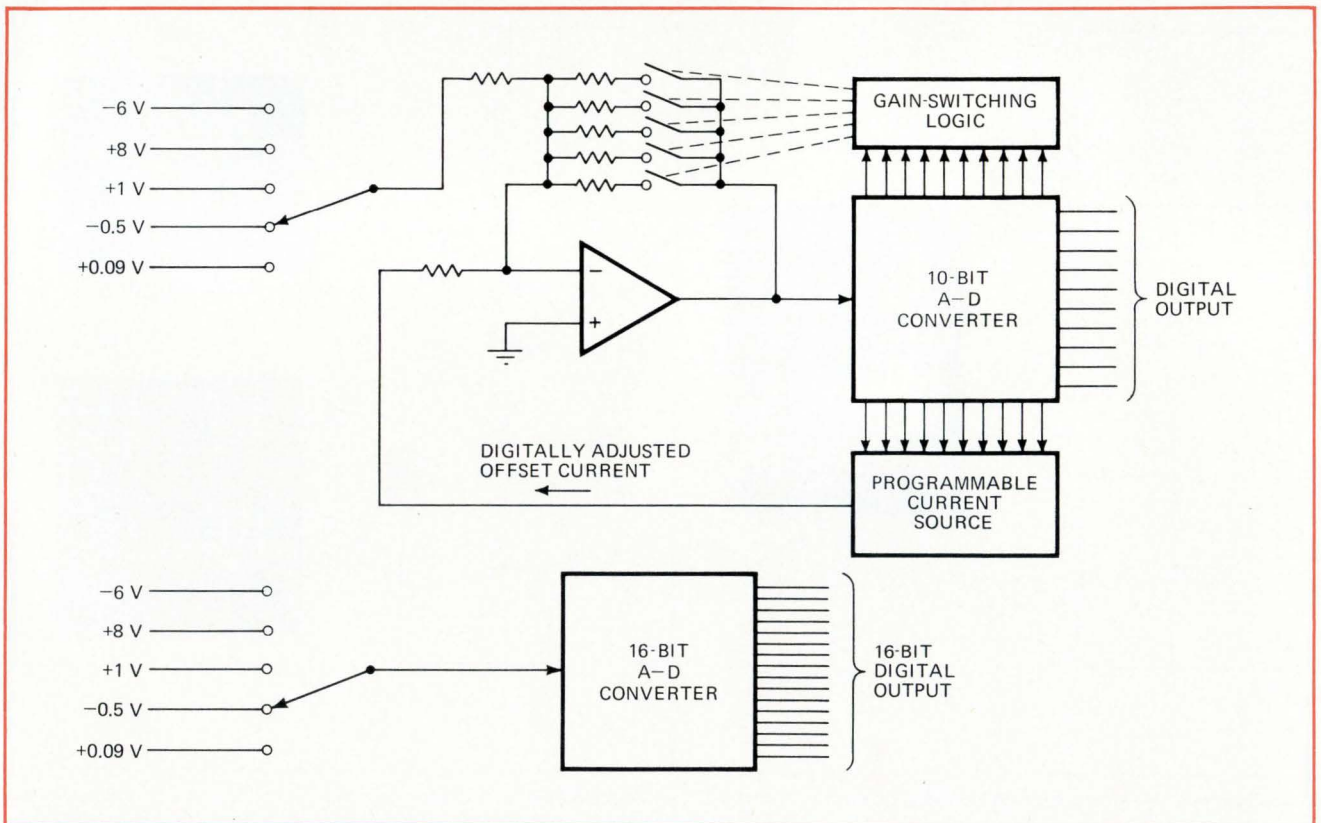 −6 V
+8 V
+1 V
−0.5 V
+0.09 V
GAIN-SWITCHING
LOGIC
−
+
10-BIT
A−D
CONVERTER
DIGITAL
OUTPUT
DIGITALLY ADJUSTED
OFFSET CURRENT
PROGRAMMABLE
CURRENT
SOURCE
−6 V
+8 V
+1 V
−0.5 V
+0.09 V
16-BIT
A−D
CONVERTER
16-BIT
DIGITAL
OUTPUT